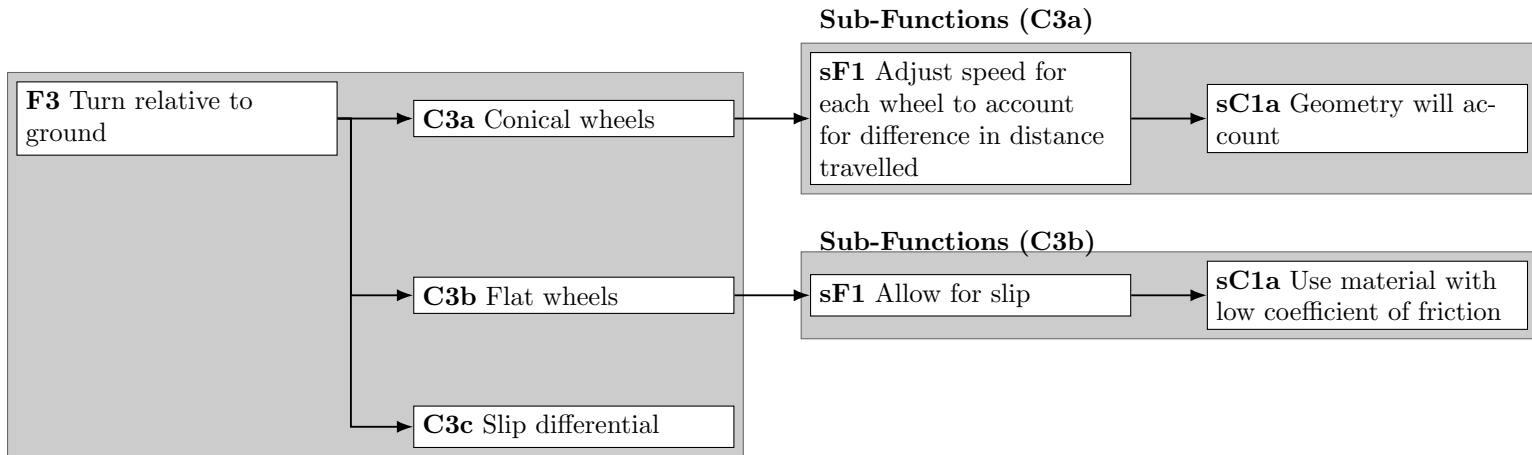 Sub-Functions (C3a)
F3 Turn relative to
ground
C3a Conical wheels
sF1 Adjust speed for
each wheel to account
for difference in distance
travelled
sC1a Geometry will ac-
count
Sub-Functions (C3b)
C3b Flat wheels
sF1 Allow for slip
sC1a Use material with
low coefficient of friction
C3c Slip differential